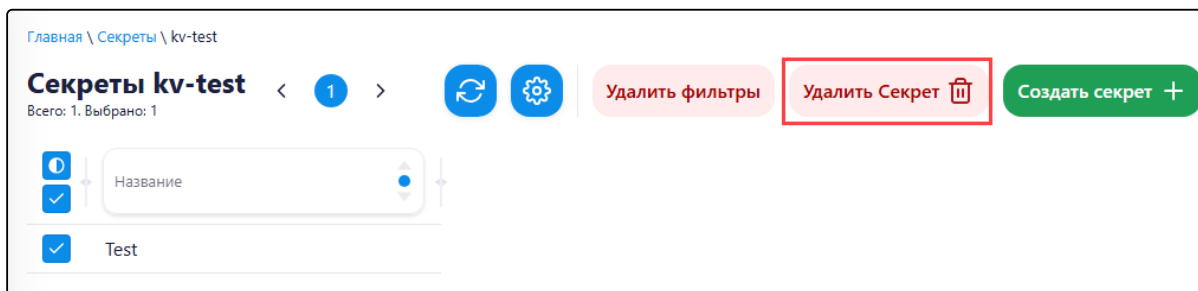 Главная \ Секреты \ kv-test
Секреты kv-test
1
Удалить фильтры
Удалить Секрет
Создать секрет
Всего: 1. Выбрано: 1
Название
Test